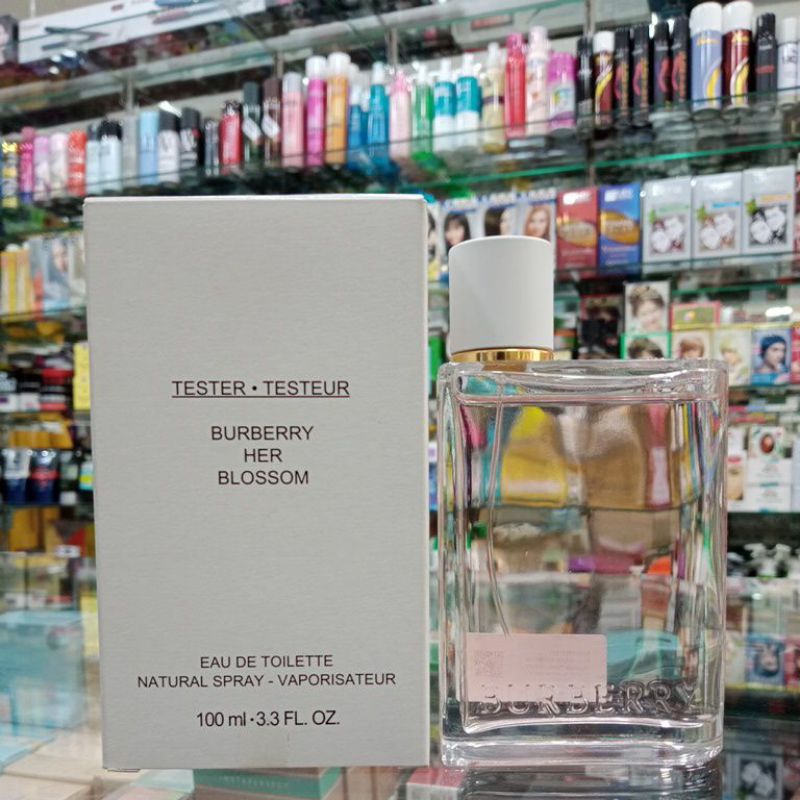 TESTER • TESTEUR
BURBERRY
HER
BLOSSOM
EAU DE TOILETTE
NATURAL SPRAY - VAPORISATEUR
100 ml • 3.3 FL. OZ.
BURBERRY